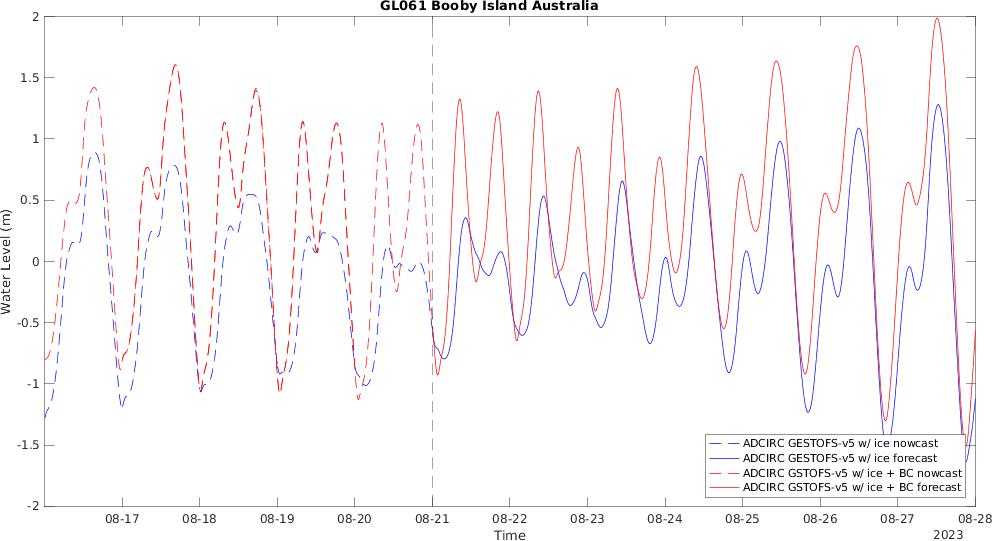 GL061 Booby Island Australia
2
1.5
1
0.5
0
-0.5
-1
-1.5
-2
Water Level (m)
ADCIRC GESTOFS-v5 w/ ice nowcast
ADCIRC GESTOFS-v5 w/ ice forecast
ADCIRC GSTOFS-v5 w/ ice + BC nowcast
ADCIRC GSTOFS-v5 w/ ice + BC forecast
08-17 08-18 08-19 08-20 08-21 08-22 08-23 08-24 08-25 08-26 08-27 08-28
Time
2023